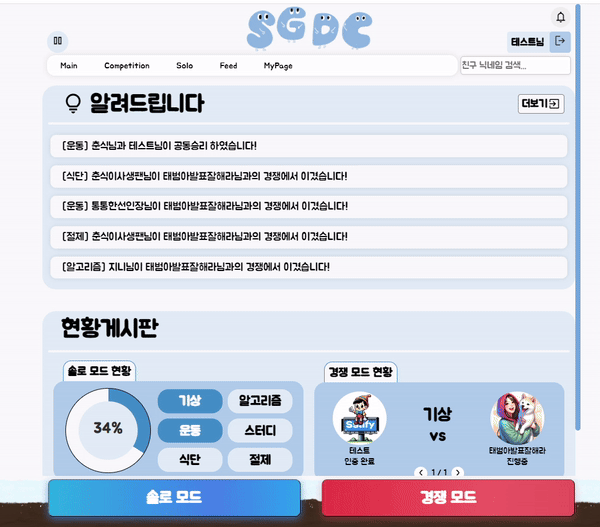 SGDC
테스트님
Main Competition Solo Feed MyPage
친구 닉네임 검색...
알려드립니다
더보기
[운동] 춘식님과 테스트님이 공동승리 하였습니다!
[식단] 춘식이사생팬님이 태범아발표잘해라님과의 경쟁에서 이겼습니다!
[운동] 통통한선인장님이 태범아발표잘해라님과의 경쟁에서 이겼습니다!
[절제] 춘식이사생팬님이 태범아발표잘해라님과의 경쟁에서 이겼습니다!
[알고리즘] 지니님이 태범아발표잘해라님과의 경쟁에서 이겼습니다!
현황게시판
솔로 모드 현황
34%
기상 알고리즘
운동 스터디
식단 절제
경쟁 모드 현황
기상
vs
테스트
인증 완료
태범아발표잘해라
진행중
1 / 1
솔로 모드
경쟁 모드